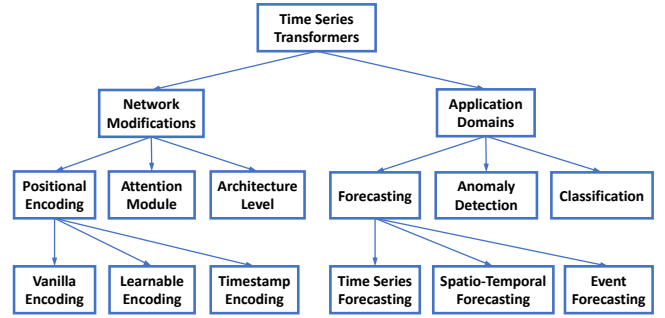 Time Series
Transformers
Network
Modifications
Application
Domains
Positional
Encoding
Attention
Module
Architecture
Level
Forecasting
Anomaly
Detection
Classification
Vanilla
Encoding
Learnable
Encoding
Timestamp
Encoding
Time Series
Forecasting
Spatio-Temporal
Forecasting
Event
Forecasting